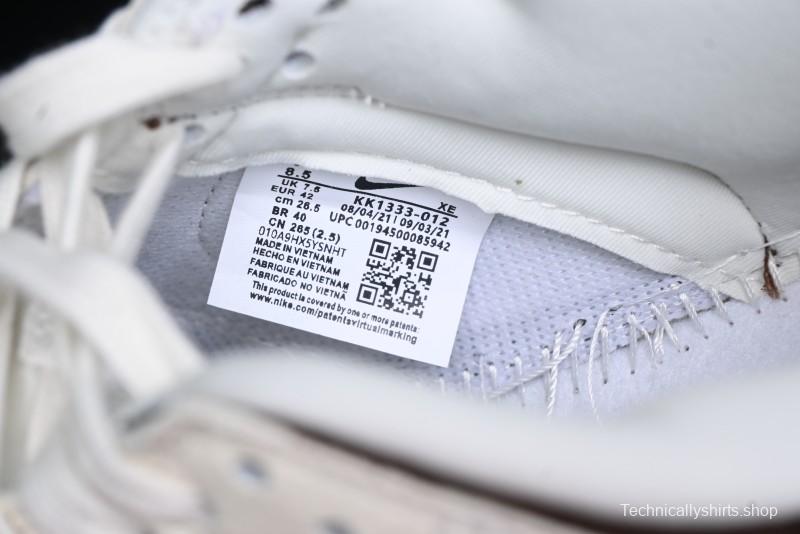 8.5
UK 7.5
EUR 42
cm 26.5
BR 40
CN 265 (2.5)
XE
KK1333-012
08/04/21 | 09/03/21
UPC 00194500085942
010A9HX5YSNHT
MADE IN VIETNAM
HECHO EN VIETNAM
FABRIQUE AU VIETNAM
FABRICADO NO VIETNÃ
This product is covered by one or more patents:
www.nike.com/patentsvirtualmarking
Technicallyshirts.shop